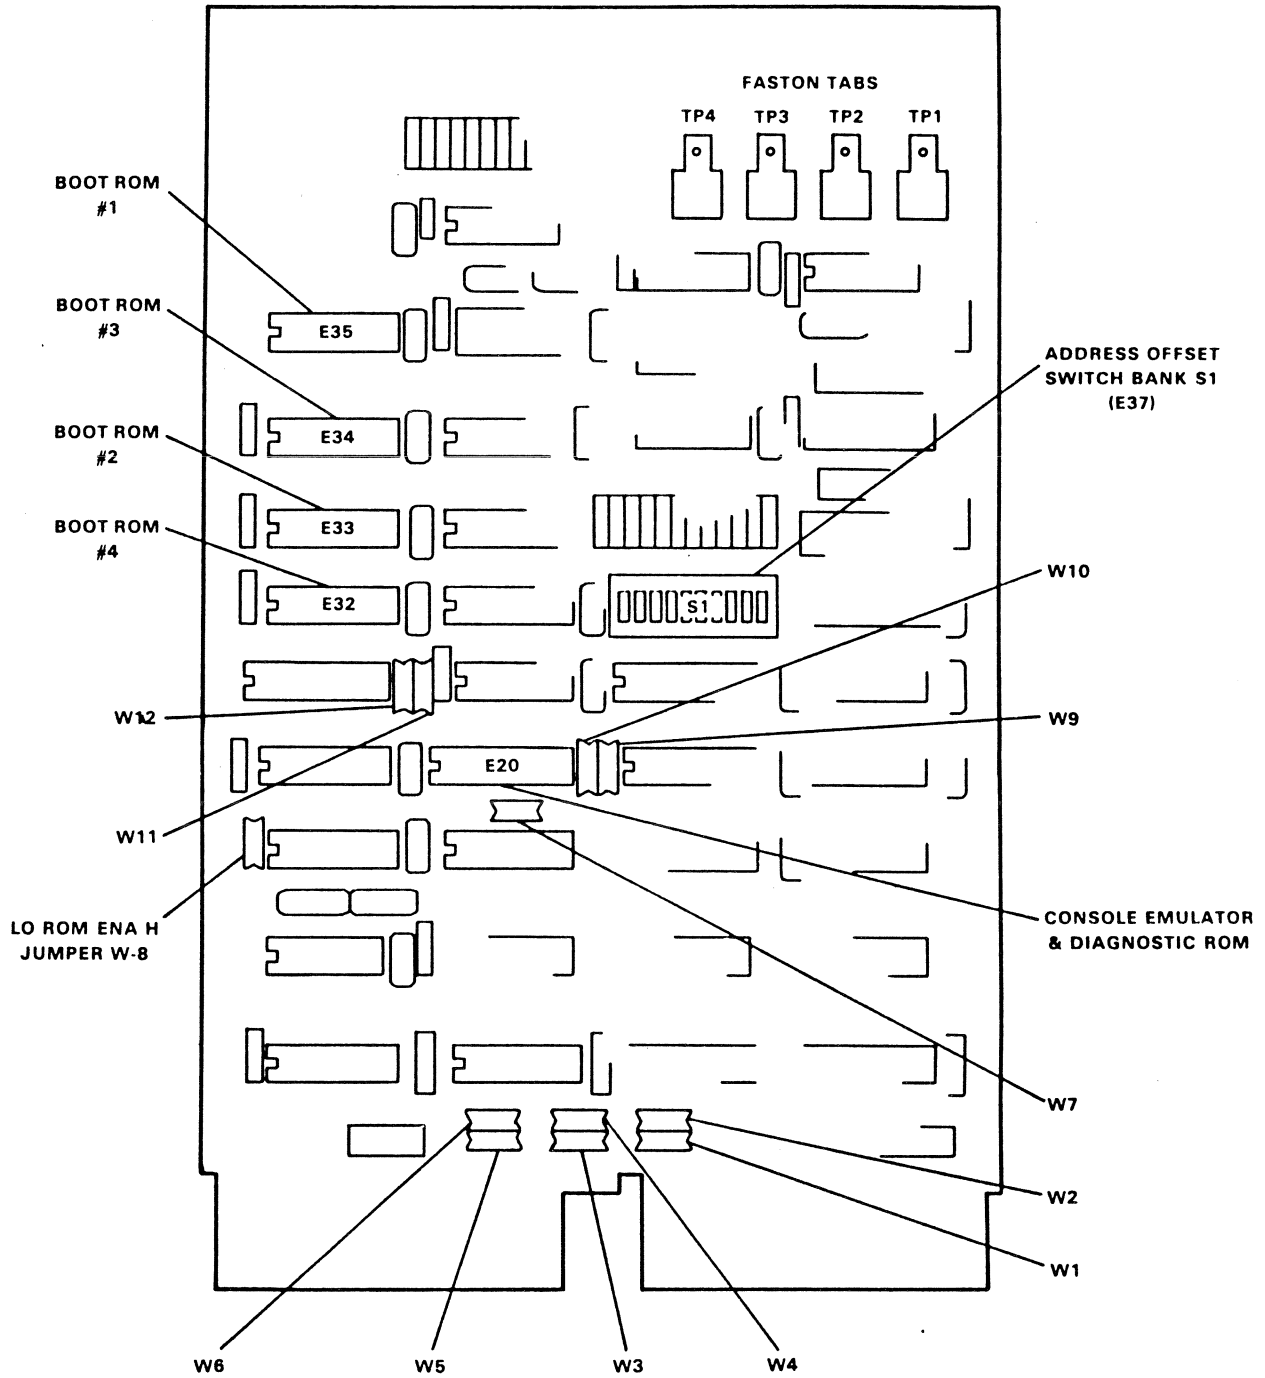 FASTON TABS
TP4 TP3 TP2 TP1
BOOT ROM
#1
BOOT ROM
#3
E35
ADDRESS OFFSET
SWITCH BANK S1
(E37)
BOOT ROM
#2
E34
BOOT ROM
#4
E33
W10
E32
S1
W12
W9
E20
W11
LO ROM ENA H
JUMPER W-8
CONSOLE EMULATOR
& DIAGNOSTIC ROM
W7
W2
W1
W6 W5 W3 W4